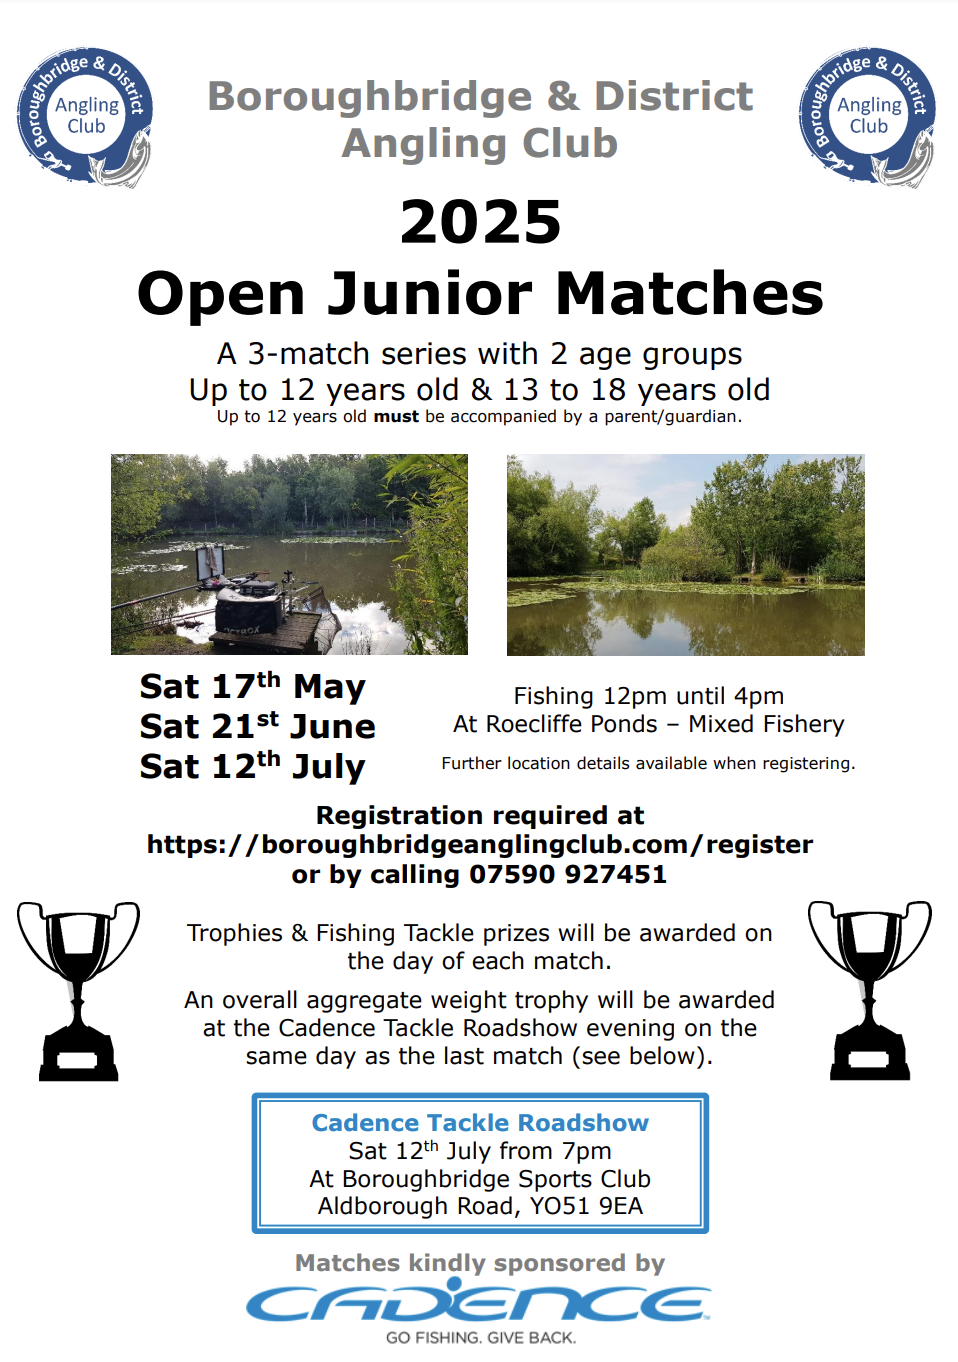 Boroughbridge & District
Angling
Club
Boroughbridge & District
Angling Club
Boroughbridge & District
Angling
Club
2025
Open Junior Matches
A 3-match series with 2 age groups
Up to 12 years old & 13 to 18 years old
Up to 12 years old must be accompanied by a parent/guardian.
OCTBOX
Sat 17th May
Sat 21st June
Sat 12th July
Fishing 12pm until 4pm
At Roecliffe Ponds – Mixed Fishery
Further location details available when registering.
Registration required at
https://boroughbridgeanglingclub.com/register
or by calling 07590 927451
Trophies & Fishing Tackle prizes will be awarded on
the day of each match.
An overall aggregate weight trophy will be awarded
at the Cadence Tackle Roadshow evening on the
same day as the last match (see below).
Cadence Tackle Roadshow
Sat 12th July from 7pm
At Boroughbridge Sports Club
Aldborough Road, YO51 9EA
Matches kindly sponsored by
CADENCE™
GO FISHING. GIVE BACK.